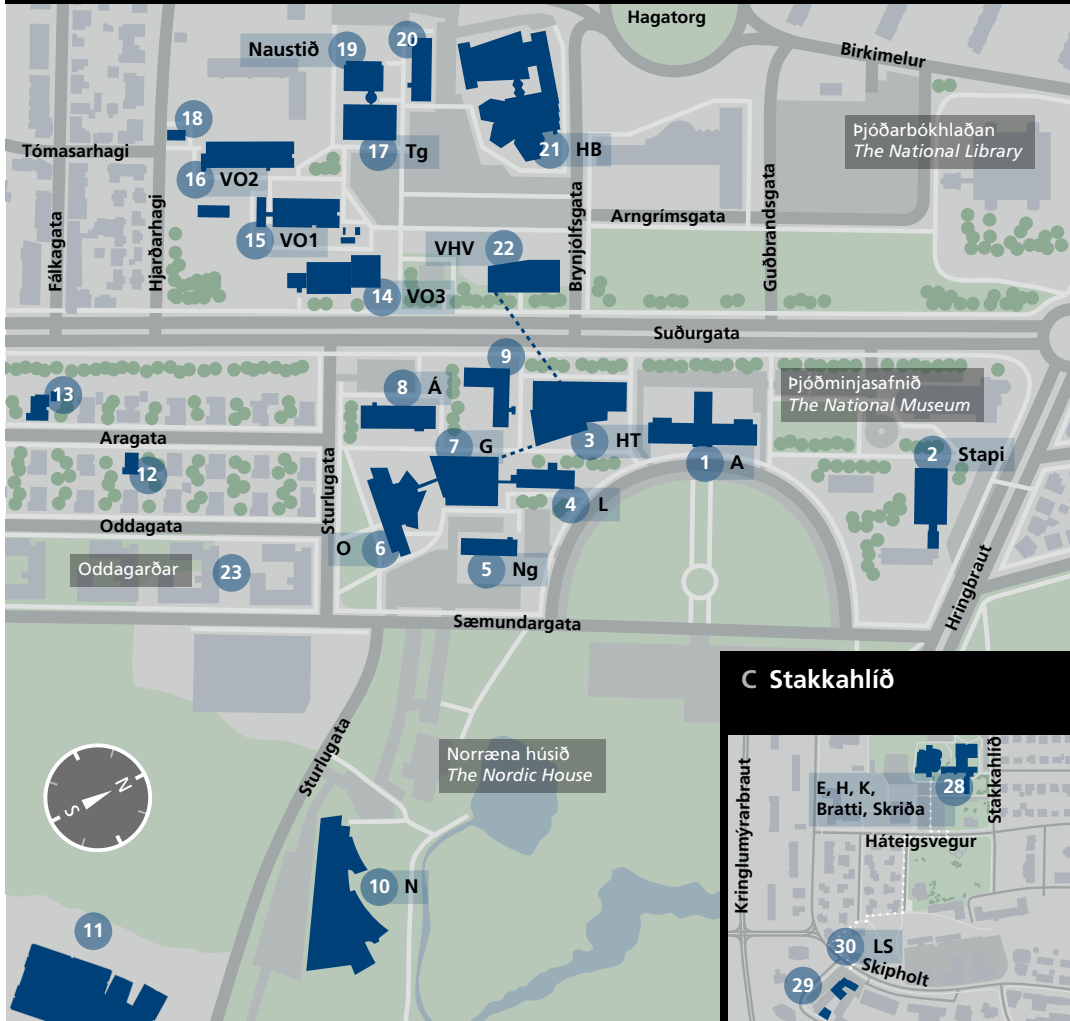 Hagatorg
Birkimelur
Naustið
19
20
18
Tómasarhagi
16 VO2
17 Tg
21 HB
Þjóðarbókhlaðan
The National Library
Fálkagata
Hjarðarhagi
15 VO1
VHV 22
Brynjólfsgata
Arngrímsgata
Guðbrandsgata
14 VO3
Suðurgata
13
8 Á
9
Þjóðminjasafnið
The National Museum
Aragata
7 G
3 HT
1 A
2 Stapi
12
Sturlugata
4 L
Oddagata
O 6
5 Ng
Oddagarðar
23
Hringbraut
Sæmundargata
C Stakkahlíð
Sturlugata
Norræna húsið
The Nordic House
N
S
10 N
11
E, H, K,
Bratti, Skriða
28
Stakkahlíð
Háteigsvegur
Kringlumýrarbraut
30 LS
Skipholt
29